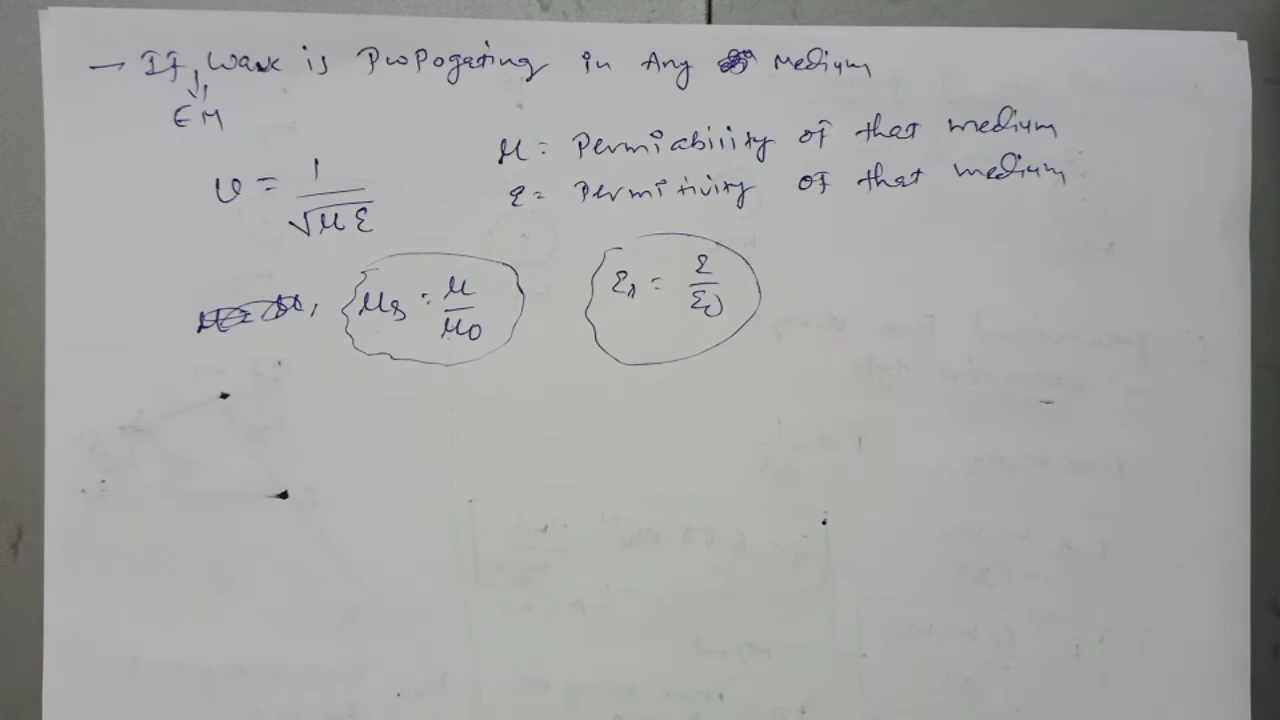 → If, wave is Propogating in Any Medium
EM
v = 1/√με
μ = Permiability of that medium
ε = Permitivity of that medium
μr = μ/μ0
εr = ε/ε0